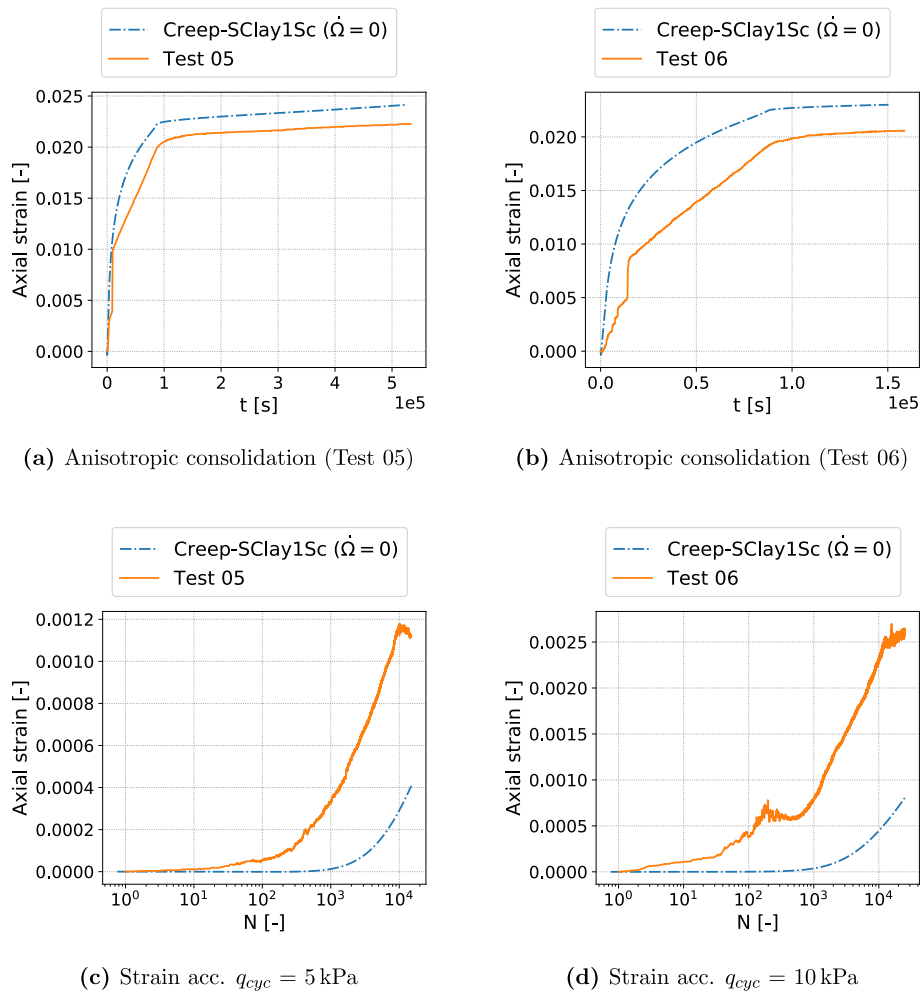 Creep-SClay1Sc (Ω̇ = 0)
Test 05
Creep-SClay1Sc (Ω̇ = 0)
Test 06
0.025
0.020
0.015
0.010
0.005
0.000
Axial strain [-]
0 1 2 3 4 5
1e5
t [s]
0.020
0.015
0.010
0.005
0.000
Axial strain [-]
0.0 0.5 1.0 1.5
1e5
t [s]
(a) Anisotropic consolidation (Test 05)
(b) Anisotropic consolidation (Test 06)
Creep-SClay1Sc (Ω̇ = 0)
Test 05
Creep-SClay1Sc (Ω̇ = 0)
Test 06
0.0012
0.0010
0.0008
0.0006
0.0004
0.0002
0.0000
Axial strain [-]
10⁰ 10¹ 10² 10³ 10⁴
N [-]
0.0025
0.0020
0.0015
0.0010
0.0005
0.0000
Axial strain [-]
10⁰ 10¹ 10² 10³ 10⁴
N [-]
(c) Strain acc. q_cyc = 5 kPa
(d) Strain acc. q_cyc = 10 kPa